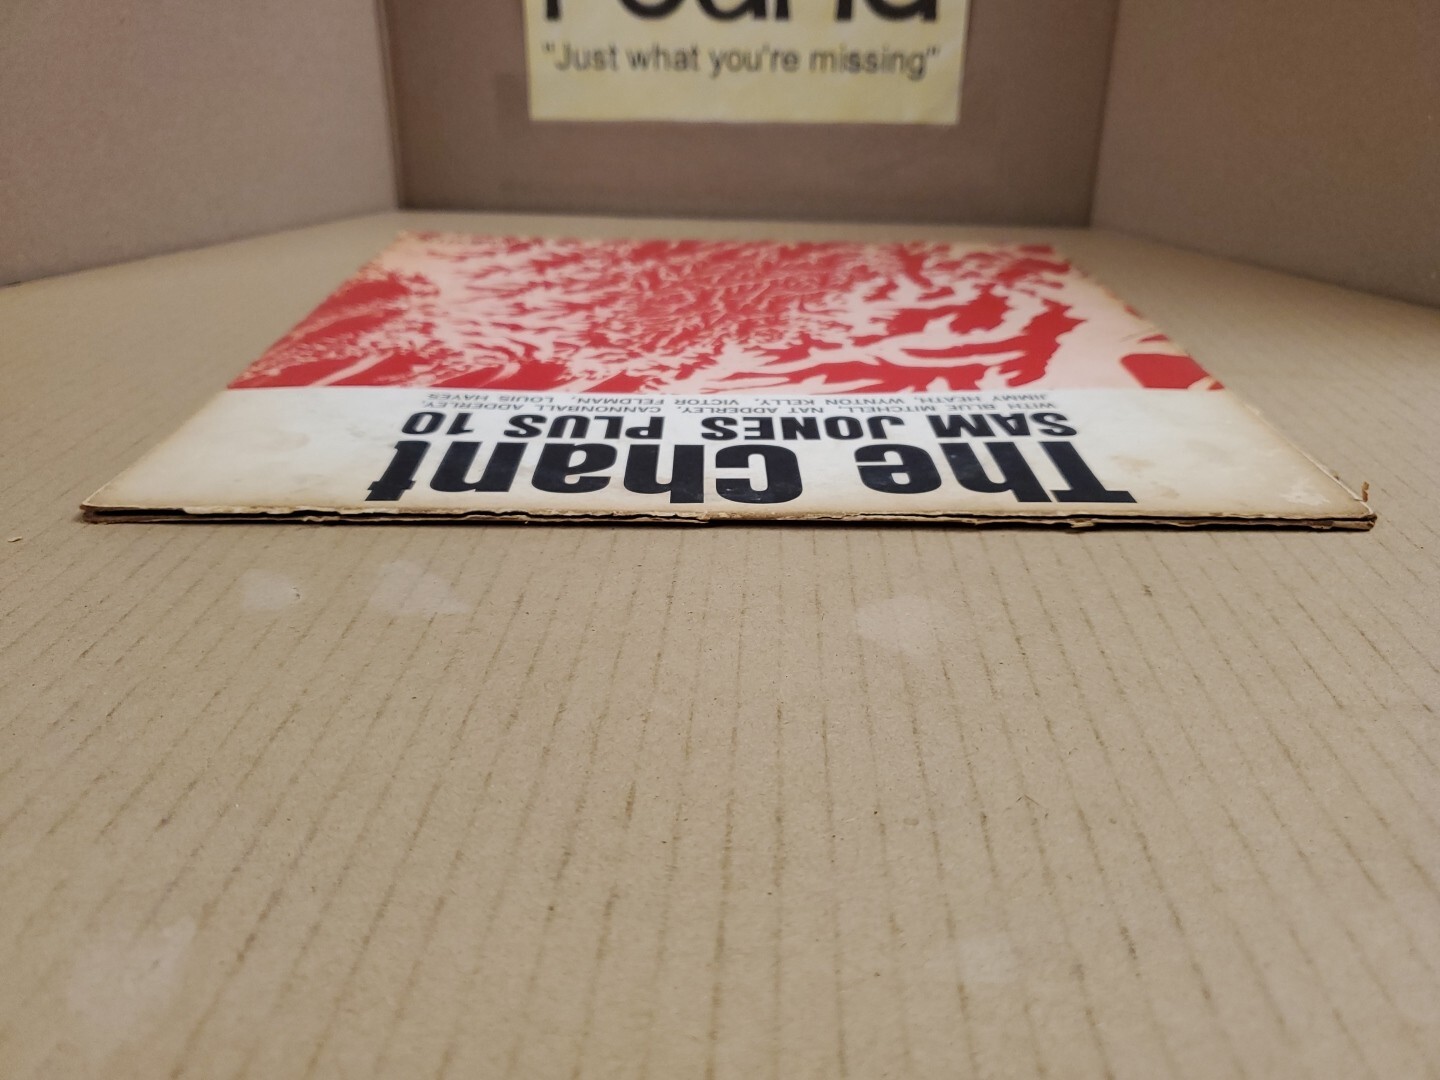 "Just what you're missing"
The Chant
SAM JONES PLUS 10
WITH BLUE MITCHELL, NAT ADDERLEY, CANNONBALL ADDERLEY,
JIMMY HEATH, WYNTON KELLY, VICTOR FELDMAN, LOUIS HAYES.